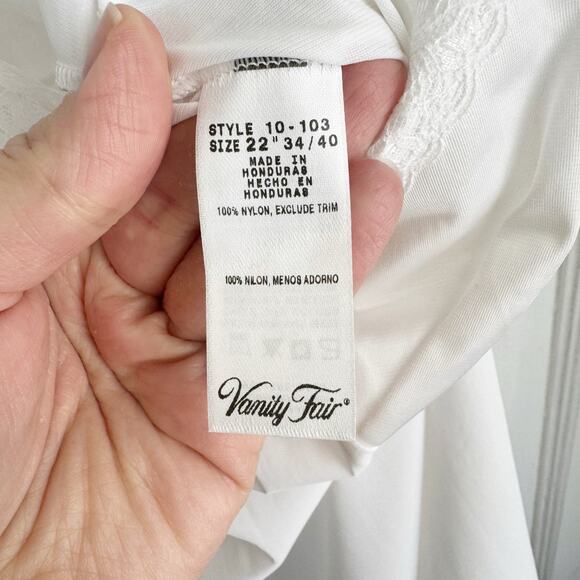 STYLE 10-103
SIZE 22" 34/40
MADE IN
HONDURAS
HECHO EN
HONDURAS
100% NYLON, EXCLUDE TRIM
100% NILON, MENOS ADORNO
Vanity Fair®